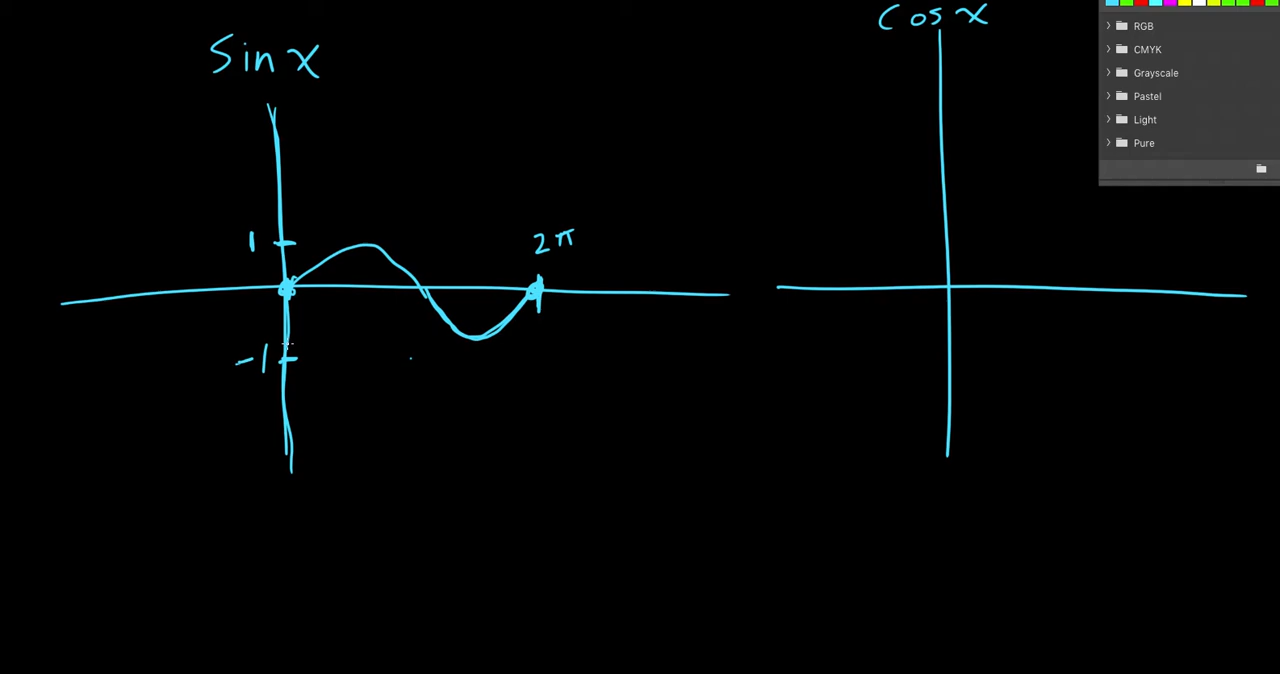 Sin x
1
-1
2π
Cos x
RGB
CMYK
Grayscale
Pastel
Light
Pure